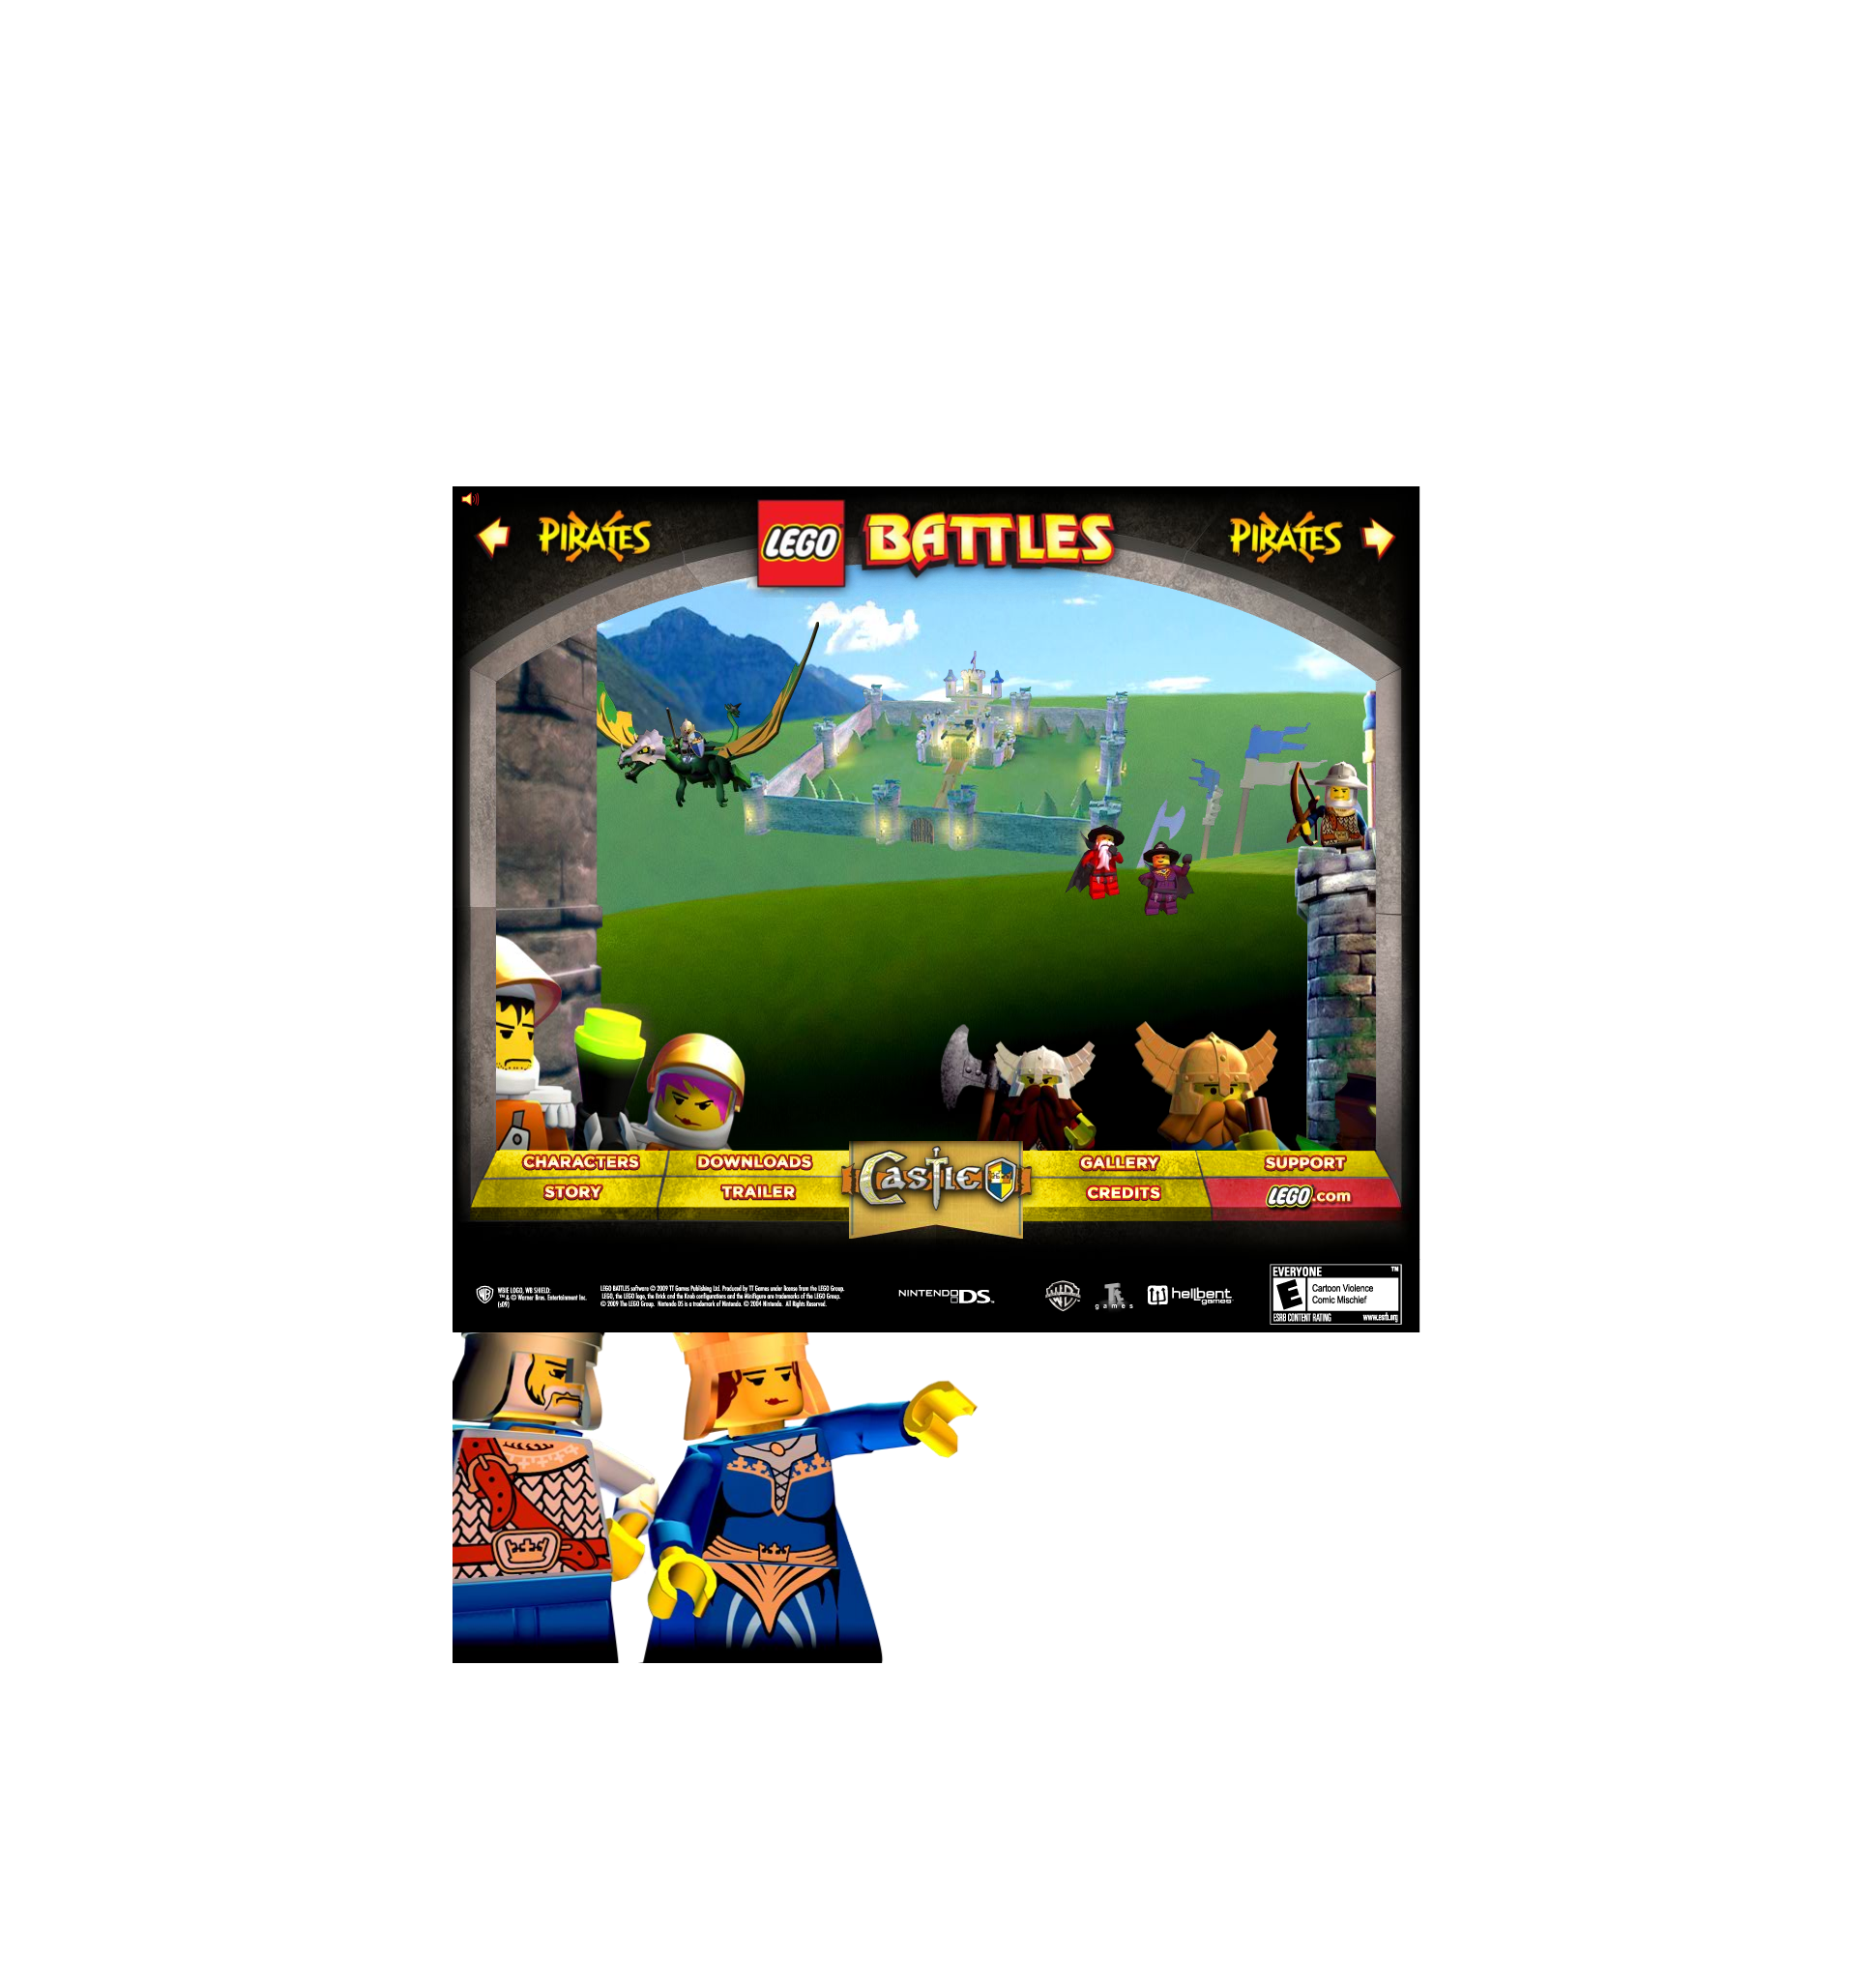 PIRATES
LEGO BATTLES
PIRATES
CHARACTERS
DOWNLOADS
STORY
TRAILER
CASTLE
GALLERY
SUPPORT
CREDITS
LEGO.com
WBIE LOGO, WB SHIELD:
™ & © Warner Bros. Entertainment Inc.
(s09)
LEGO BATTLES software © 2009 TT Games Publishing Ltd. Produced by TT Games under license from the LEGO Group.
LEGO, the LEGO logo, the Brick and the Knob configurations and the Minifigure are trademarks of the LEGO Group.
© 2009 The LEGO Group. Nintendo DS is a trademark of Nintendo. © 2004 Nintendo. All Rights Reserved.
NINTENDO DS™
games
hellbent
games
EVERYONE ™
E
Cartoon Violence
Comic Mischief
ESRB CONTENT RATING www.esrb.org